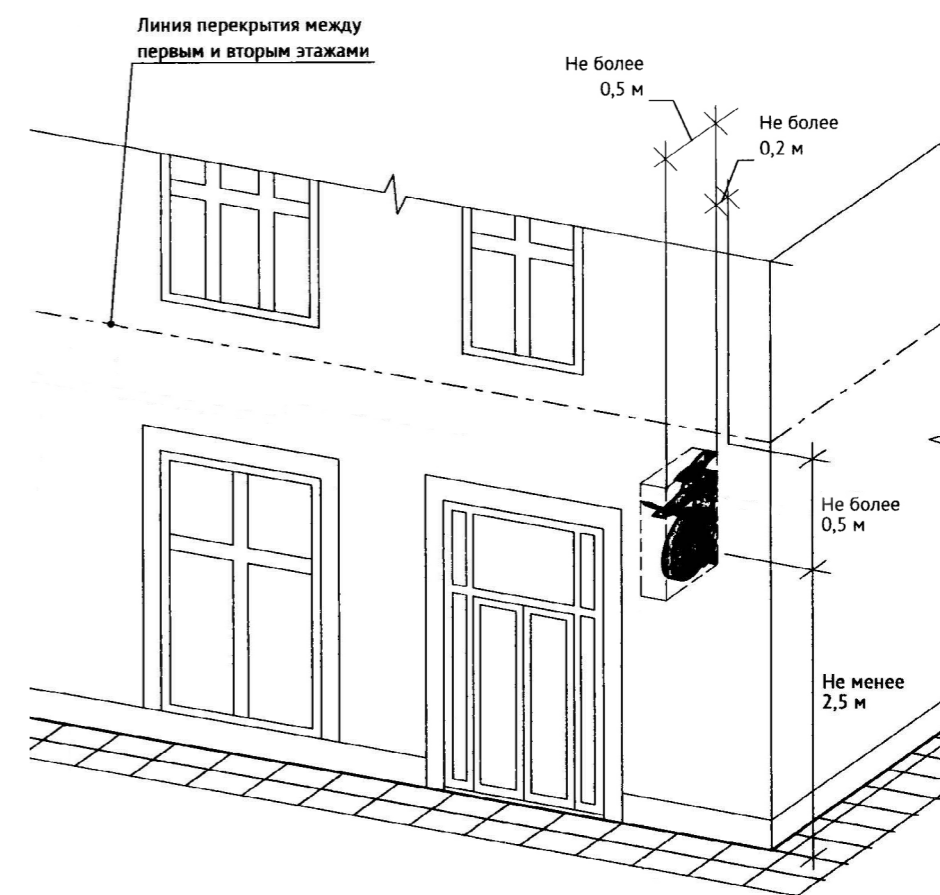 Линия перекрытия между
первым и вторым этажами
Не более
0,5 м
Не более
0,2 м
Не более
0,5 м
Не менее
2,5 м